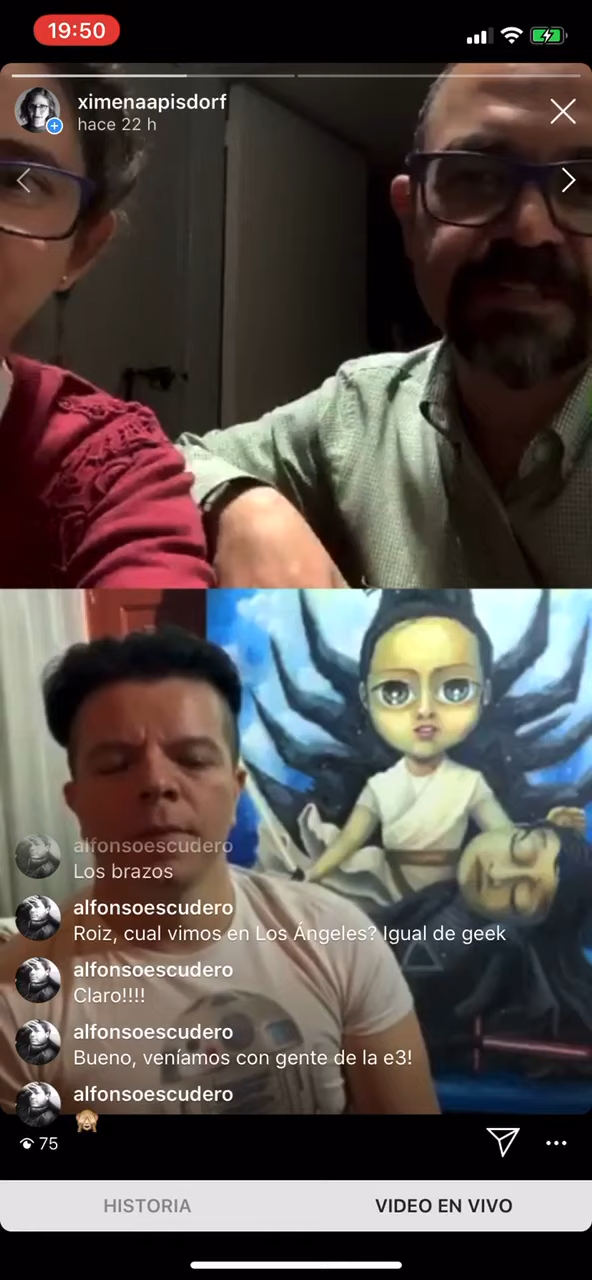 19:50
ximenaapisdorf
hace 22 h
alfonsoescudero
Los brazos
alfonsoescudero
Roiz, cual vimos en Los Ángeles? Igual de geek
alfonsoescudero
Claro!!!!
alfonsoescudero
Bueno, veníamos con gente de la e3!
alfonsoescudero
🙈
75
HISTORIA
VIDEO EN VIVO